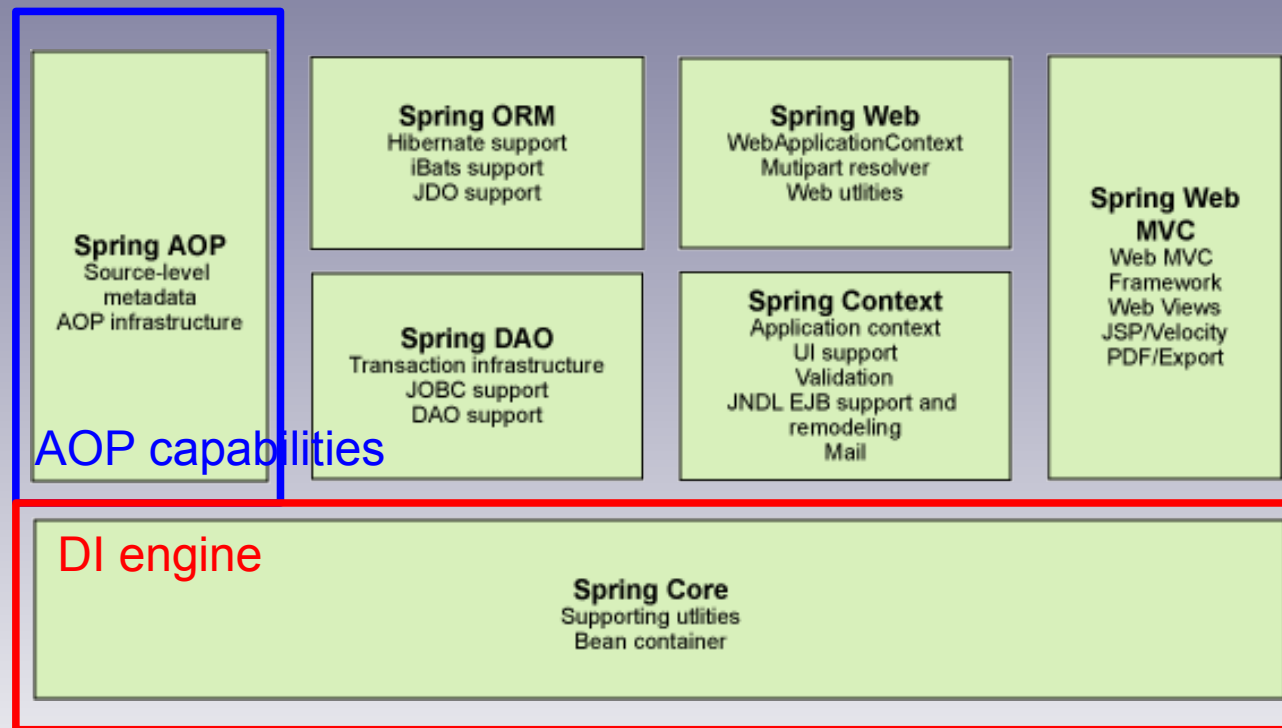 Spring AOP
Source-level
metadata
AOP infrastructure
AOP capabilities
Spring ORM
Hibernate support
iBats support
JDO support
Spring DAO
Transaction infrastructure
JOBC support
DAO support
Spring Web
WebApplicationContext
Mutipart resolver
Web utlities
Spring Context
Application context
UI support
Validation
JNDL EJB support and
remodeling
Mail
Spring Web
MVC
Web MVC
Framework
Web Views
JSP/Velocity
PDF/Export
DI engine
Spring Core
Supporting utlities
Bean container